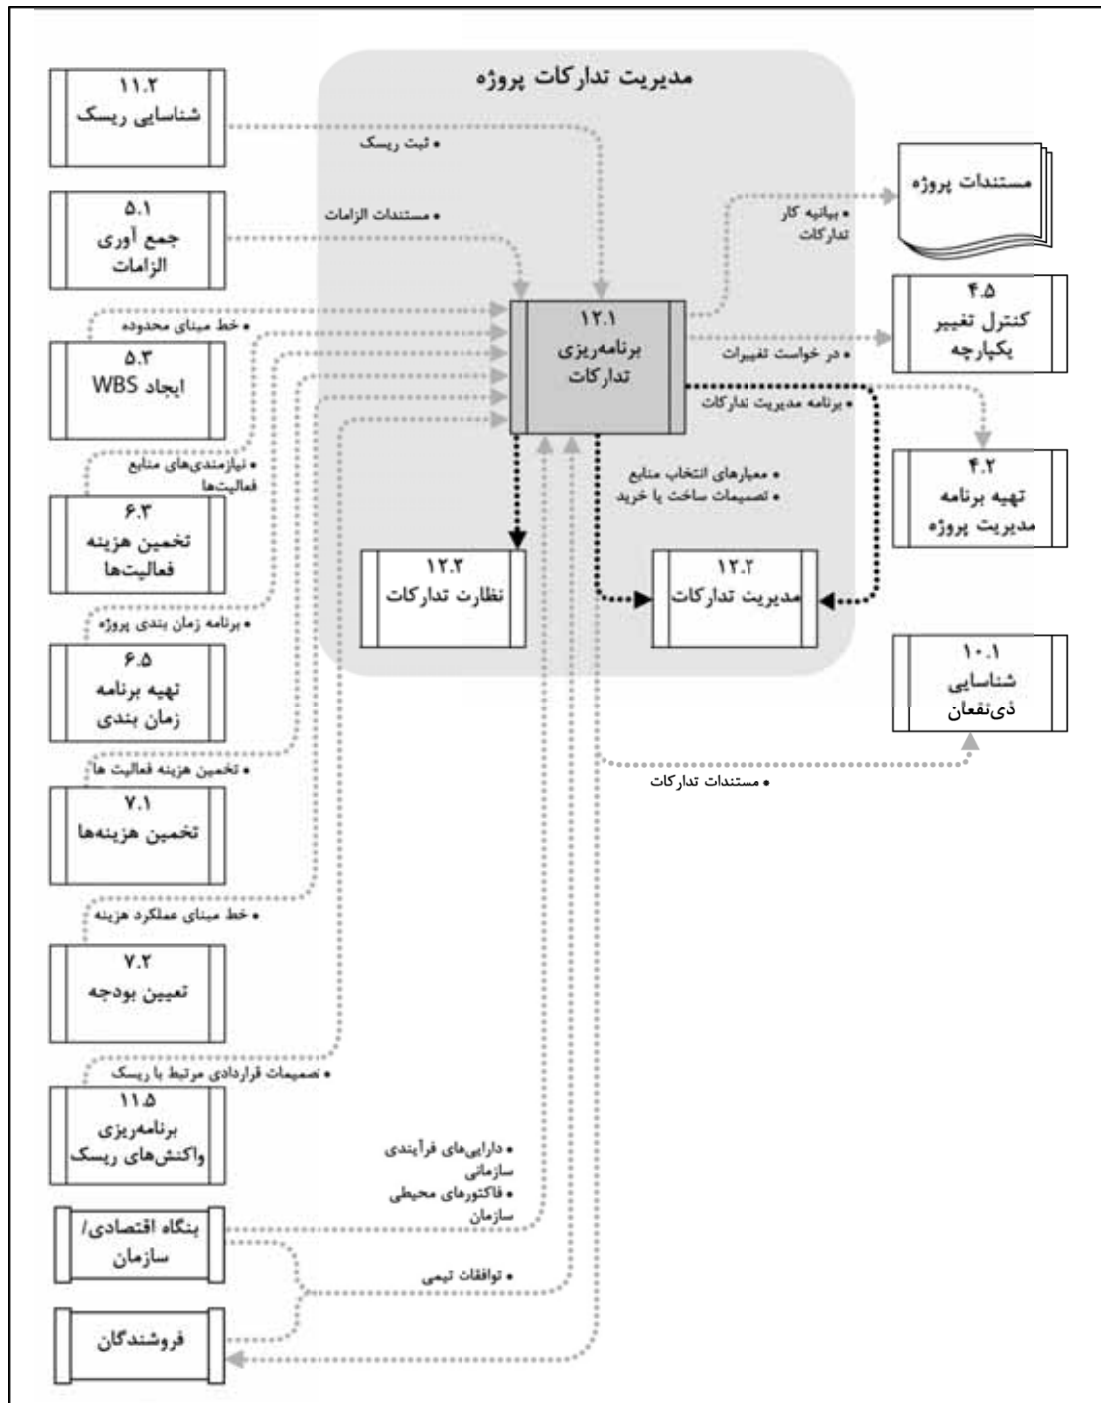 مدیریت تدارکات پروژه
۱۱.۲
شناسایی ریسک
• ثبت ریسک
۵.۱
جمع آوری
الزامات
• مستندات الزامات
مستندات پروژه
• بیانیه کار
تدارکات
۱۲.۱
برنامه‌ریزی
تدارکات
۴.۵
کنترل تغییر
یکپارچه
• در خواست تغییرات
• خط مبنای محدوده
۵.۳
ایجاد WBS
• برنامه مدیریت تدارکات
۴.۲
تهیه برنامه
مدیریت پروژه
• نیازمندی‌های منابع
فعالیت‌ها
• معیارهای انتخاب منابع
• تصمیمات ساخت یا خرید
۶.۳
تخمین هزینه
فعالیت‌ها
۱۲.۳
نظارت تدارکات
۱۲.۲
مدیریت تدارکات
• برنامه زمان بندی پروژه
۶.۵
تهیه برنامه
زمان بندی
۱۰.۱
شناسایی
ذی‌نفعان
• تخمین هزینه فعالیت ها
• مستندات تدارکات
۷.۱
تخمین هزینه‌ها
• خط مبنای عملکرد هزینه
۷.۲
تعیین بودجه
• تصمیمات قراردادی مرتبط با ریسک
۱۱.۵
برنامه‌ریزی
واکنش‌های ریسک
• دارایی‌های فرآیندی
سازمانی
• فاکتورهای محیطی
سازمان
بنگاه اقتصادی/
سازمان
• توافقات تیمی
فروشندگان